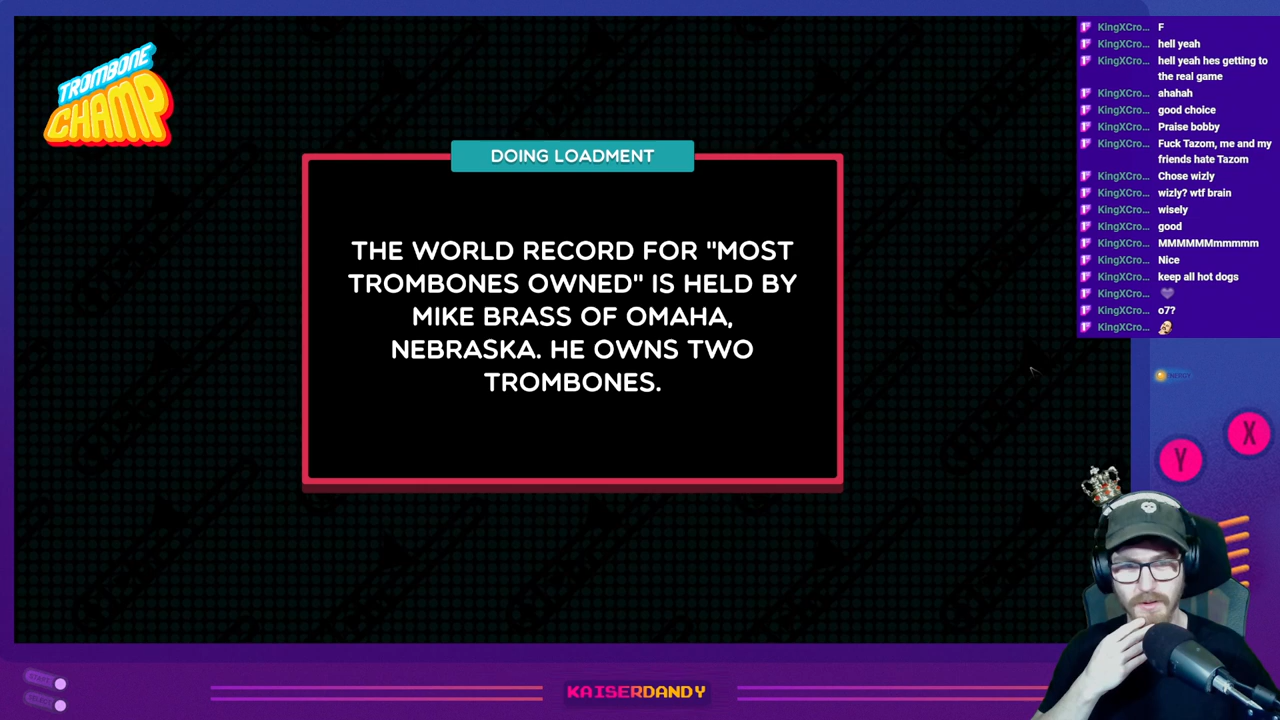 TROMBONE
CHAMP
DOING LOADMENT
THE WORLD RECORD FOR "MOST
TROMBONES OWNED" IS HELD BY
MIKE BRASS OF OMAHA,
NEBRASKA. HE OWNS TWO
TROMBONES.
KingXCro... F
KingXCro... hell yeah
KingXCro... hell yeah hes getting to
the real game
KingXCro... ahahah
KingXCro... good choice
KingXCro... Praise bobby
KingXCro... Fuck Tazom, me and my
friends hate Tazom
KingXCro... Chose wizly
KingXCro... wizly? wtf brain
KingXCro... wisely
KingXCro... good
KingXCro... MMMMMMmmmmm
KingXCro... Nice
KingXCro... keep all hot dogs
KingXCro...
KingXCro... o7?
KingXCro...
X
Y
START
SELECT
KAISERDANDY